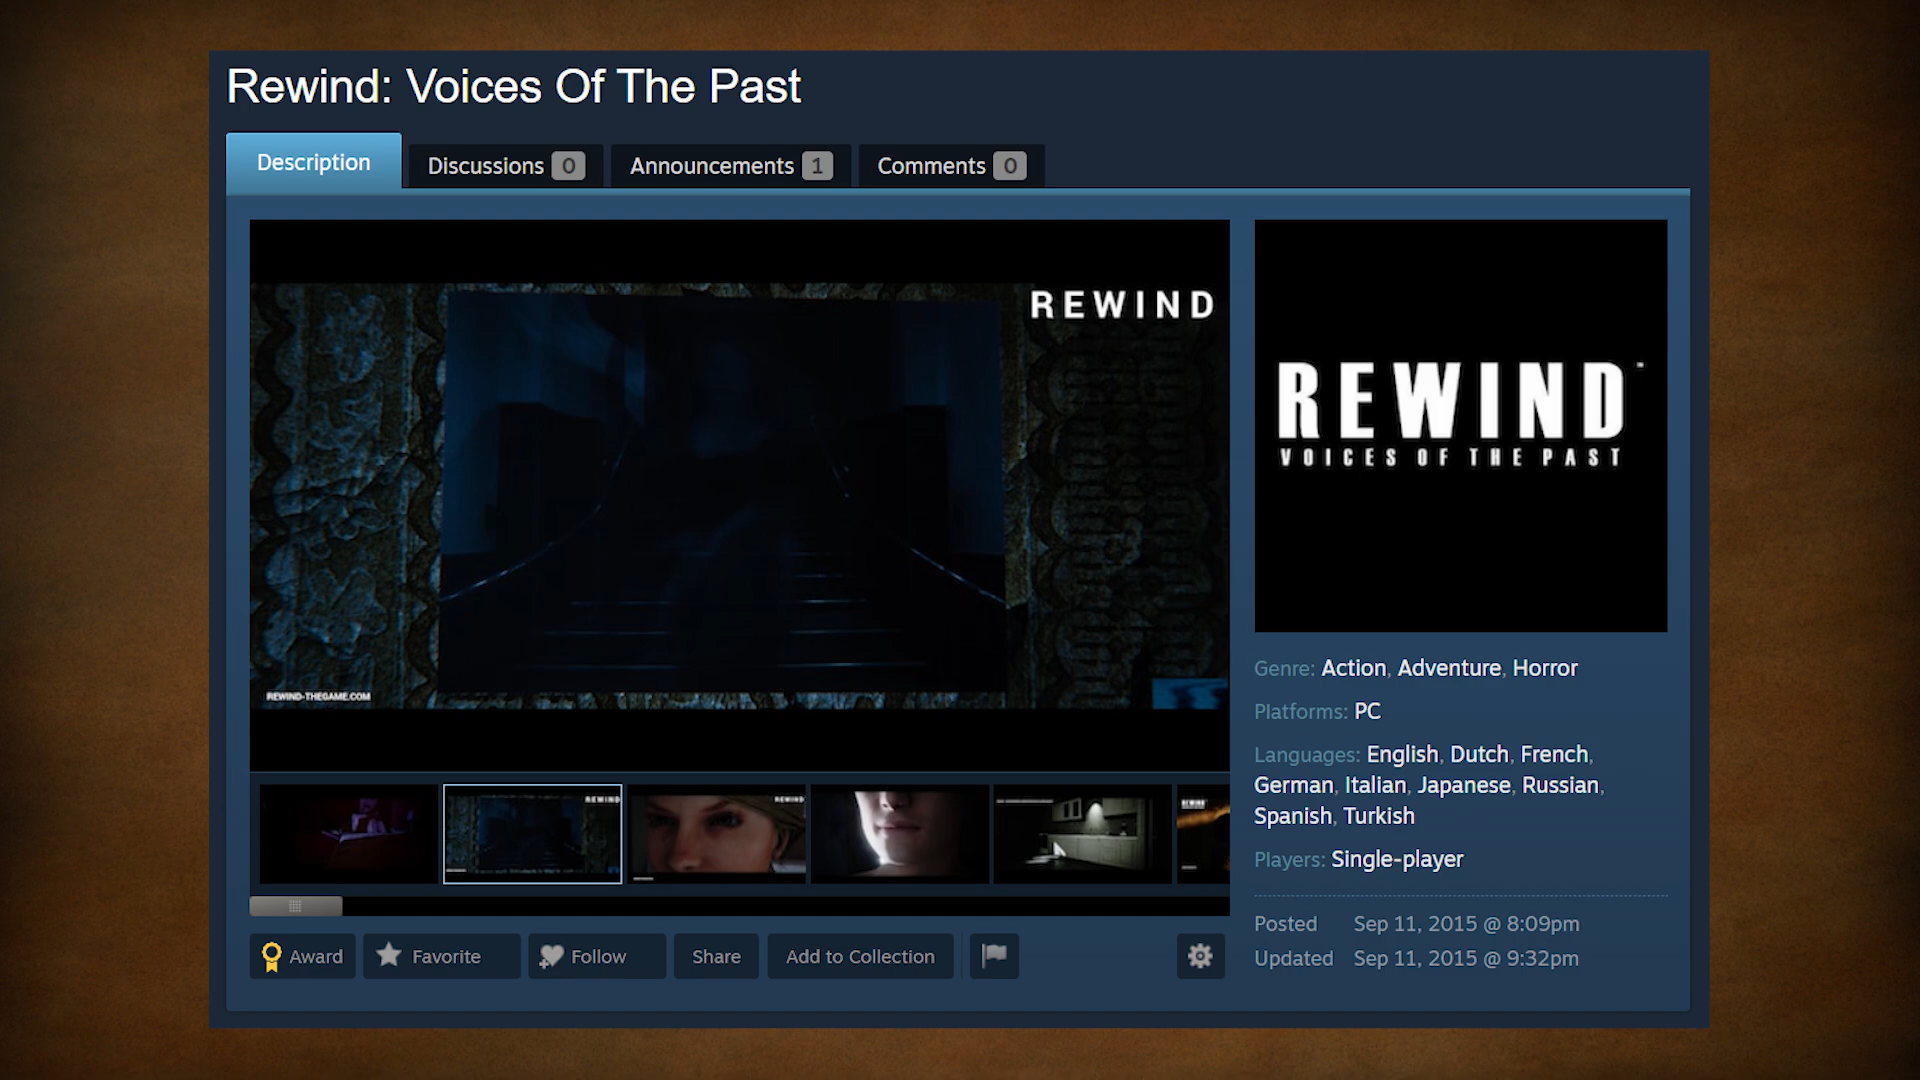 Rewind: Voices Of The Past
Description
Discussions 0
Announcements 1
Comments 0
REWIND
REWIND-THEGAME.COM
REWIND™
VOICES OF THE PAST
Genre: Action, Adventure, Horror
Platforms: PC
Languages: English, Dutch, French,
German, Italian, Japanese, Russian,
Spanish, Turkish
Players: Single-player
Posted Sep 11, 2015 @ 8:09pm
Updated Sep 11, 2015 @ 9:32pm
REWIND
REWIND
REWIND
Award
Favorite
Follow
Share
Add to Collection